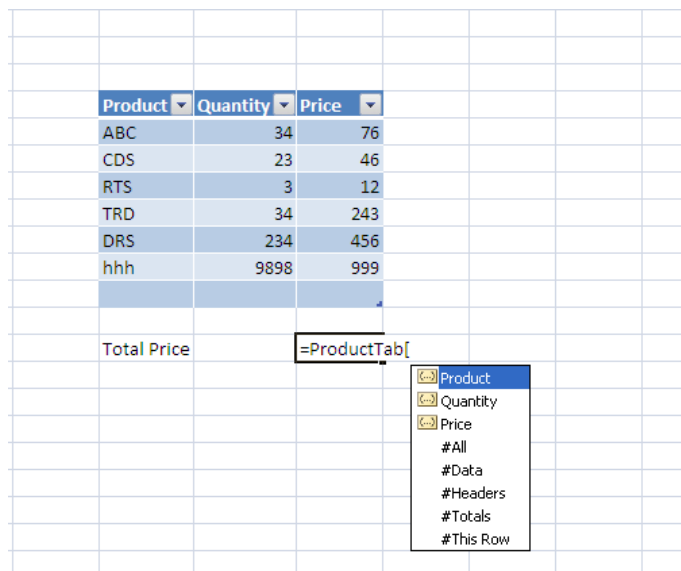 Product Quantity Price
ABC 34 76
CDS 23 46
RTS 3 12
TRD 34 243
DRS 234 456
hhh 9898 999
Total Price =ProductTab[
Product
Quantity
Price
#All
#Data
#Headers
#Totals
#This Row